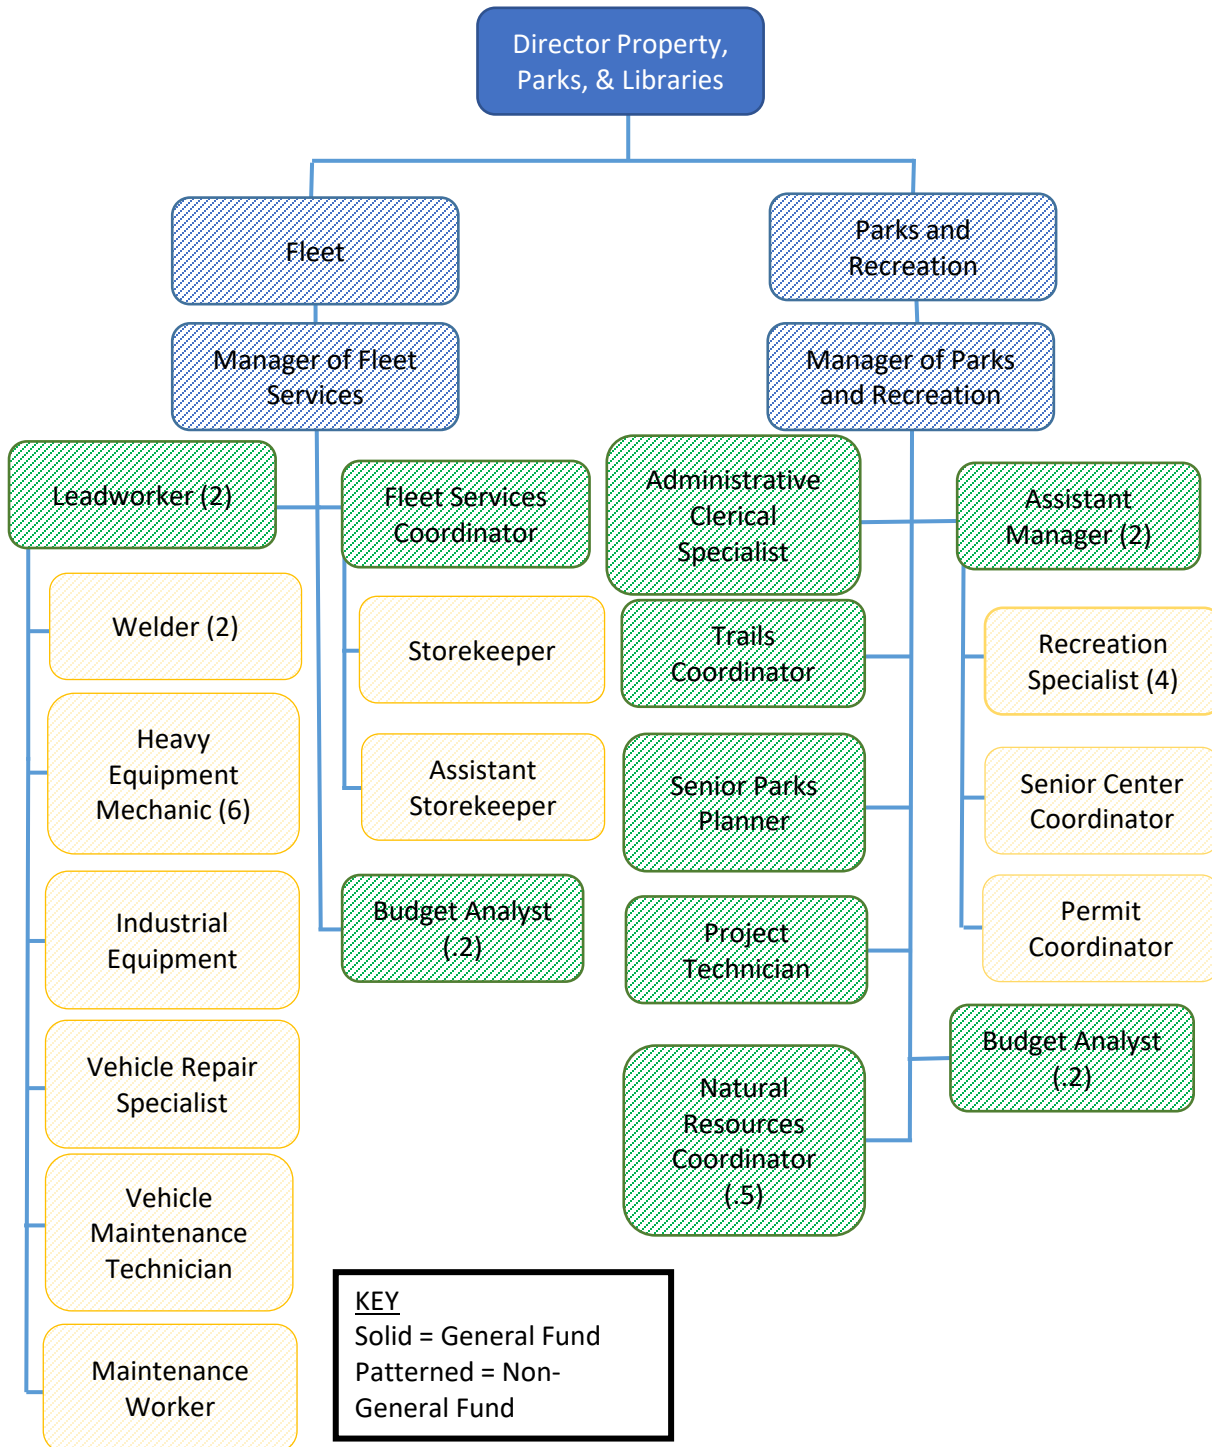 Director Property,
Parks, & Libraries
Fleet
Parks and
Recreation
Manager of Fleet
Services
Manager of Parks
and Recreation
Leadworker (2)
Fleet Services
Coordinator
Administrative
Clerical
Specialist
Assistant
Manager (2)
Welder (2)
Storekeeper
Trails
Coordinator
Recreation
Specialist (4)
Heavy
Equipment
Mechanic (6)
Assistant
Storekeeper
Senior Parks
Planner
Senior Center
Coordinator
Industrial
Equipment
Budget Analyst
(.2)
Project
Technician
Permit
Coordinator
Vehicle Repair
Specialist
Natural
Resources
Coordinator
(.5)
Budget Analyst
(.2)
Vehicle
Maintenance
Technician
Maintenance
Worker
KEY
Solid = General Fund
Patterned = Non-
General Fund